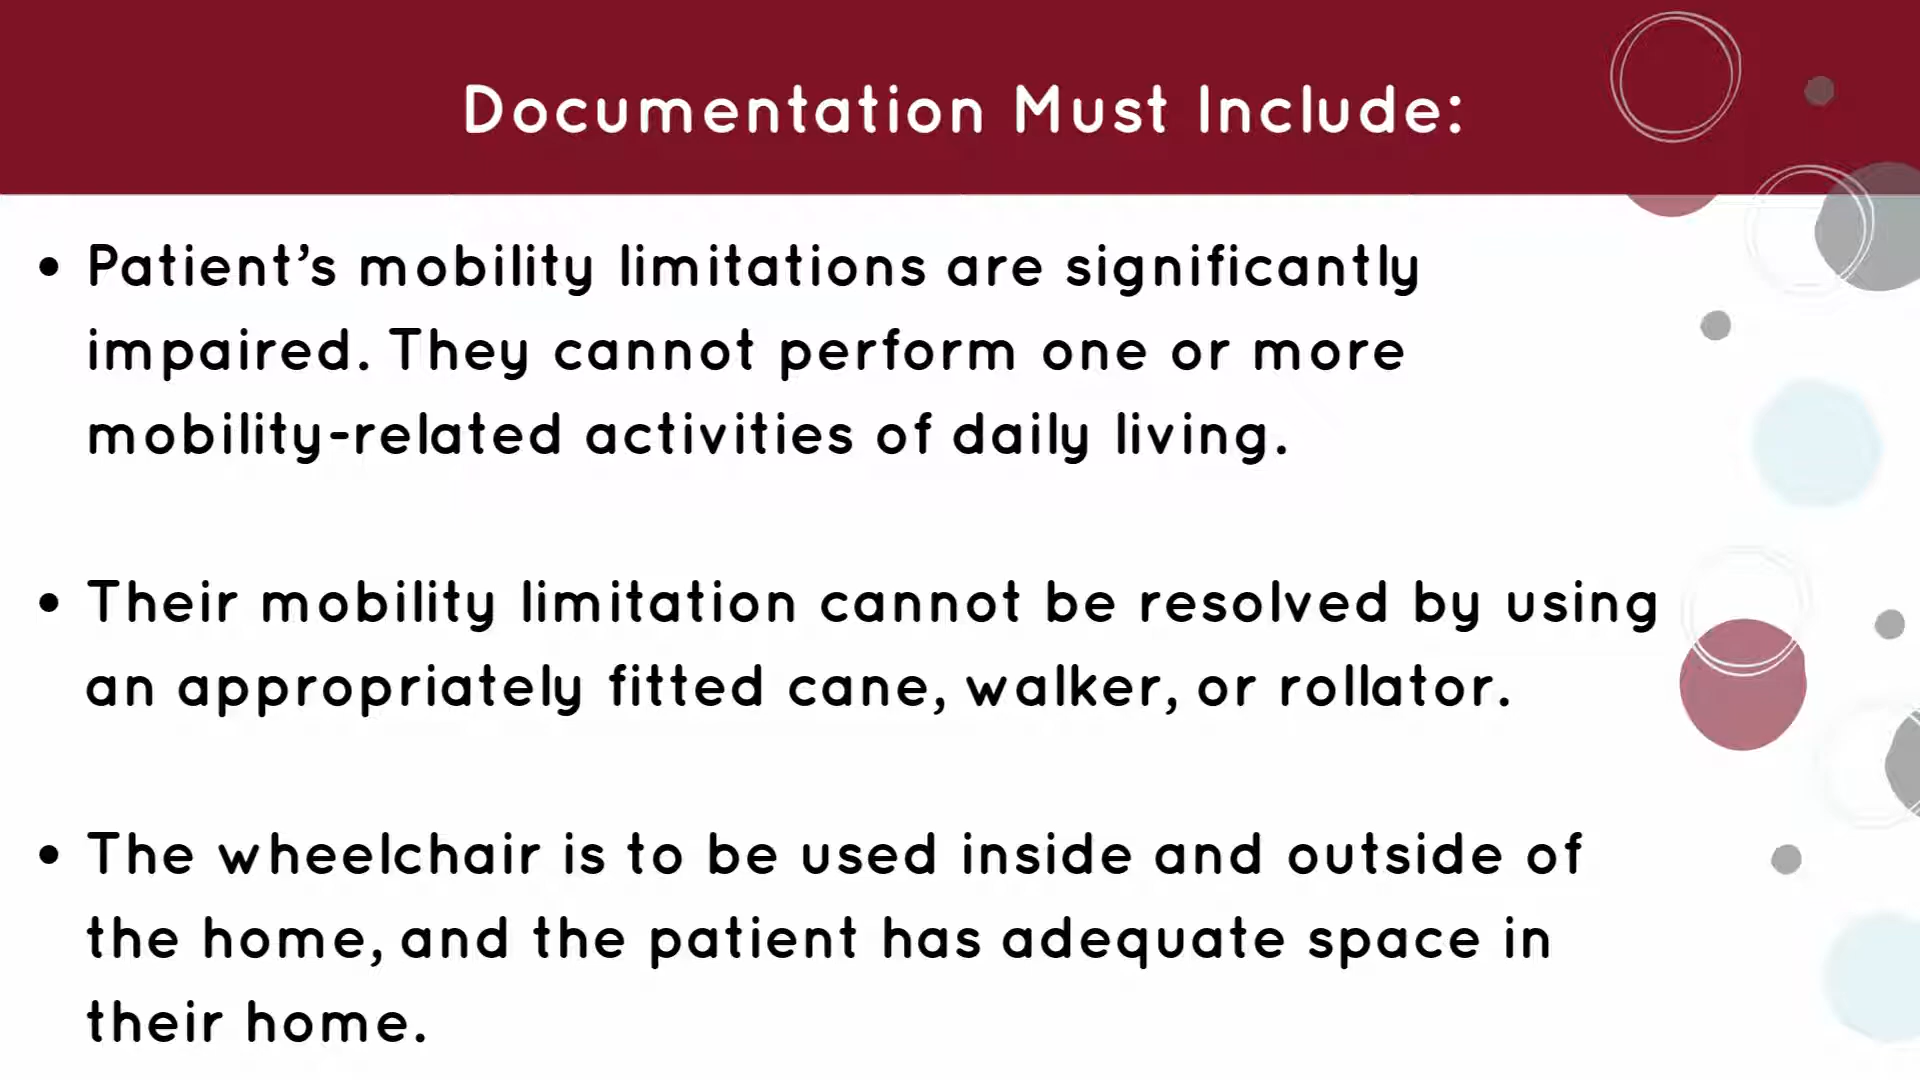 Documentation Must Include:
• Patient’s mobility limitations are significantly
impaired. They cannot perform one or more
mobility-related activities of daily living.
• Their mobility limitation cannot be resolved by using
an appropriately fitted cane, walker, or rollator.
• The wheelchair is to be used inside and outside of
the home, and the patient has adequate space in
their home.